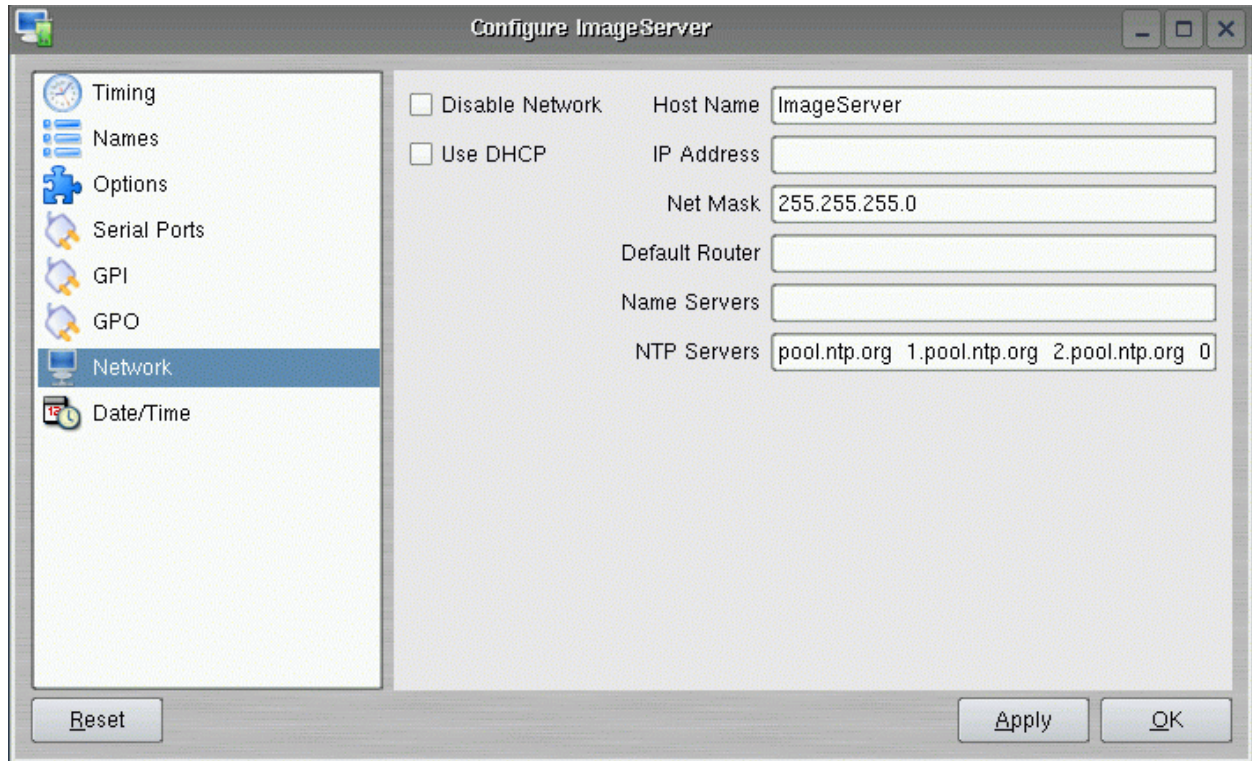 Configure ImageServer
Timing
Names
Options
Serial Ports
GPI
GPO
Network
Date/Time
Disable Network Host Name ImageServer
Use DHCP IP Address
Net Mask 255.255.255.0
Default Router
Name Servers
NTP Servers pool.ntp.org 1.pool.ntp.org 2.pool.ntp.org 0
Reset Apply OK